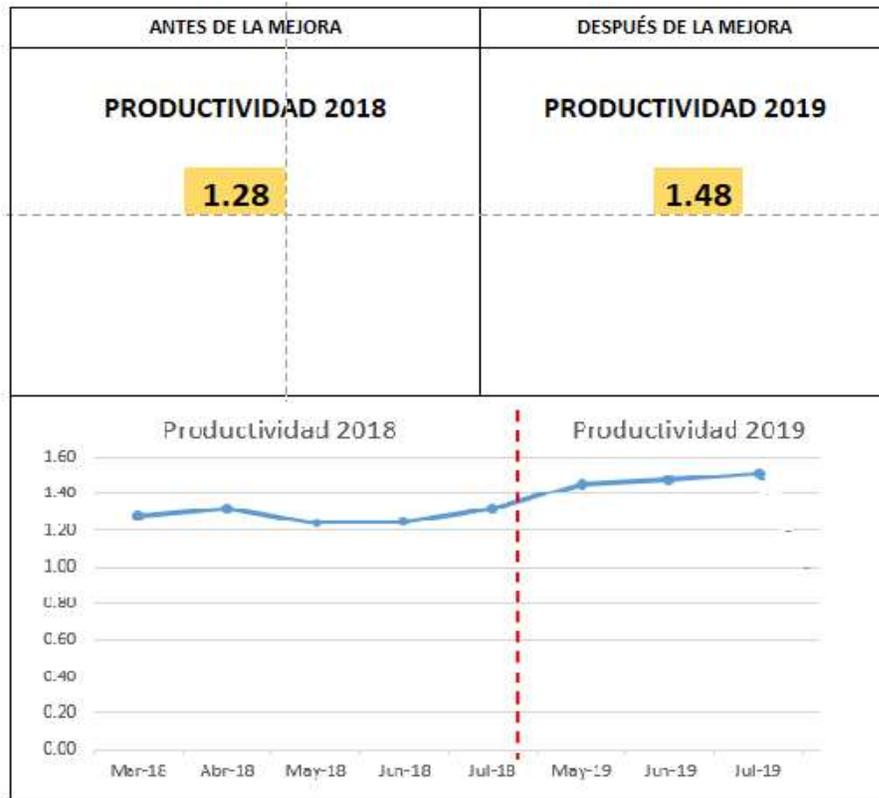 ANTES DE LA MEJORA
DESPUÉS DE LA MEJORA
PRODUCTIVIDAD 2018
PRODUCTIVIDAD 2019
1.28
1.48
Productividad 2018
Productividad 2019
1.60
1.40
1.20
1.00
0.80
0.60
0.40
0.20
0.00
Mar-18 Abr-18 May-18 Jun-18 Jul-18 May-19 Jun-19 Jul-19